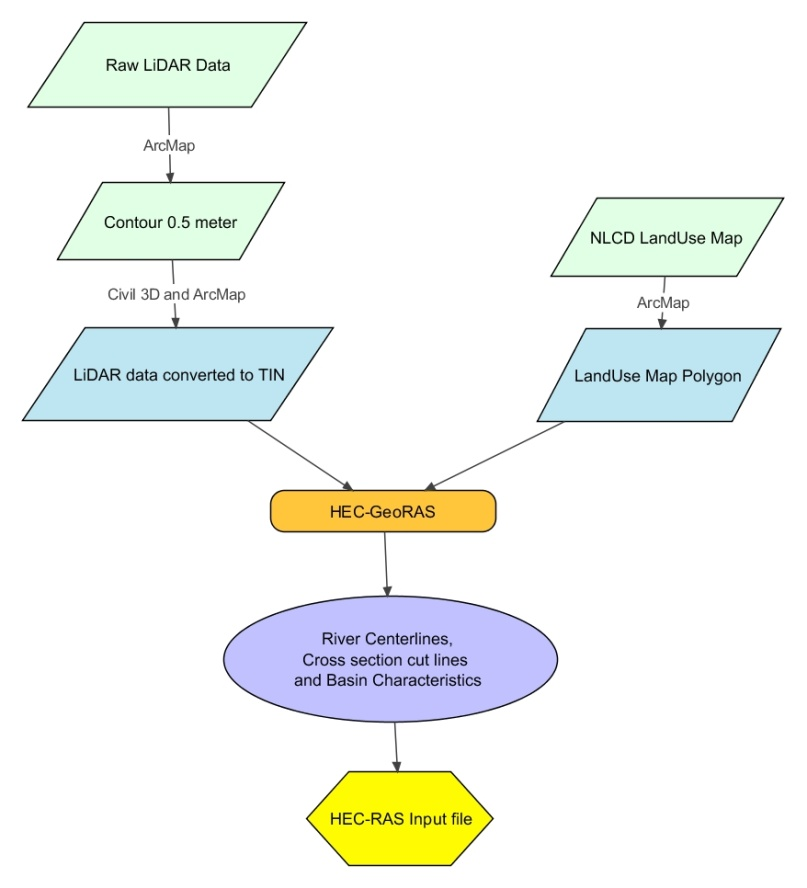 Raw LiDAR Data
ArcMap
Contour 0.5 meter
NLCD LandUse Map
Civil 3D and ArcMap
ArcMap
LiDAR data converted to TIN
LandUse Map Polygon
HEC-GeoRAS
River Centerlines,
Cross section cut lines
and Basin Characteristics
HEC-RAS Input file